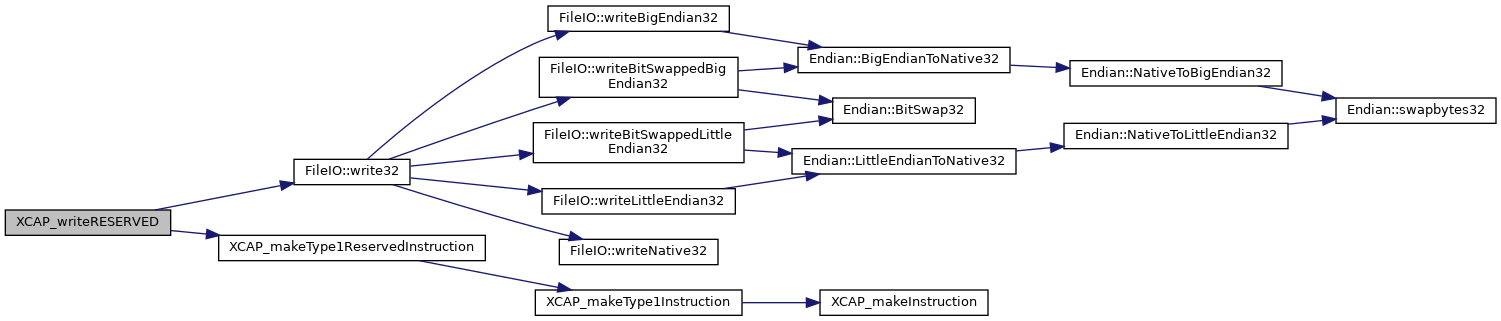 FileIO::writeBigEndian32
Endian::BigEndianToNative32
FileIO::writeBitSwappedBig
Endian32
Endian::NativeToBigEndian32
Endian::BitSwap32
Endian::swapbytes32
FileIO::writeBitSwappedLittle
Endian32
Endian::NativeToLittleEndian32
Endian::LittleEndianToNative32
FileIO::write32
FileIO::writeLittleEndian32
XCAP_writeRESERVED
XCAP_makeType1ReservedInstruction
FileIO::writeNative32
XCAP_makeType1Instruction
XCAP_makeInstruction